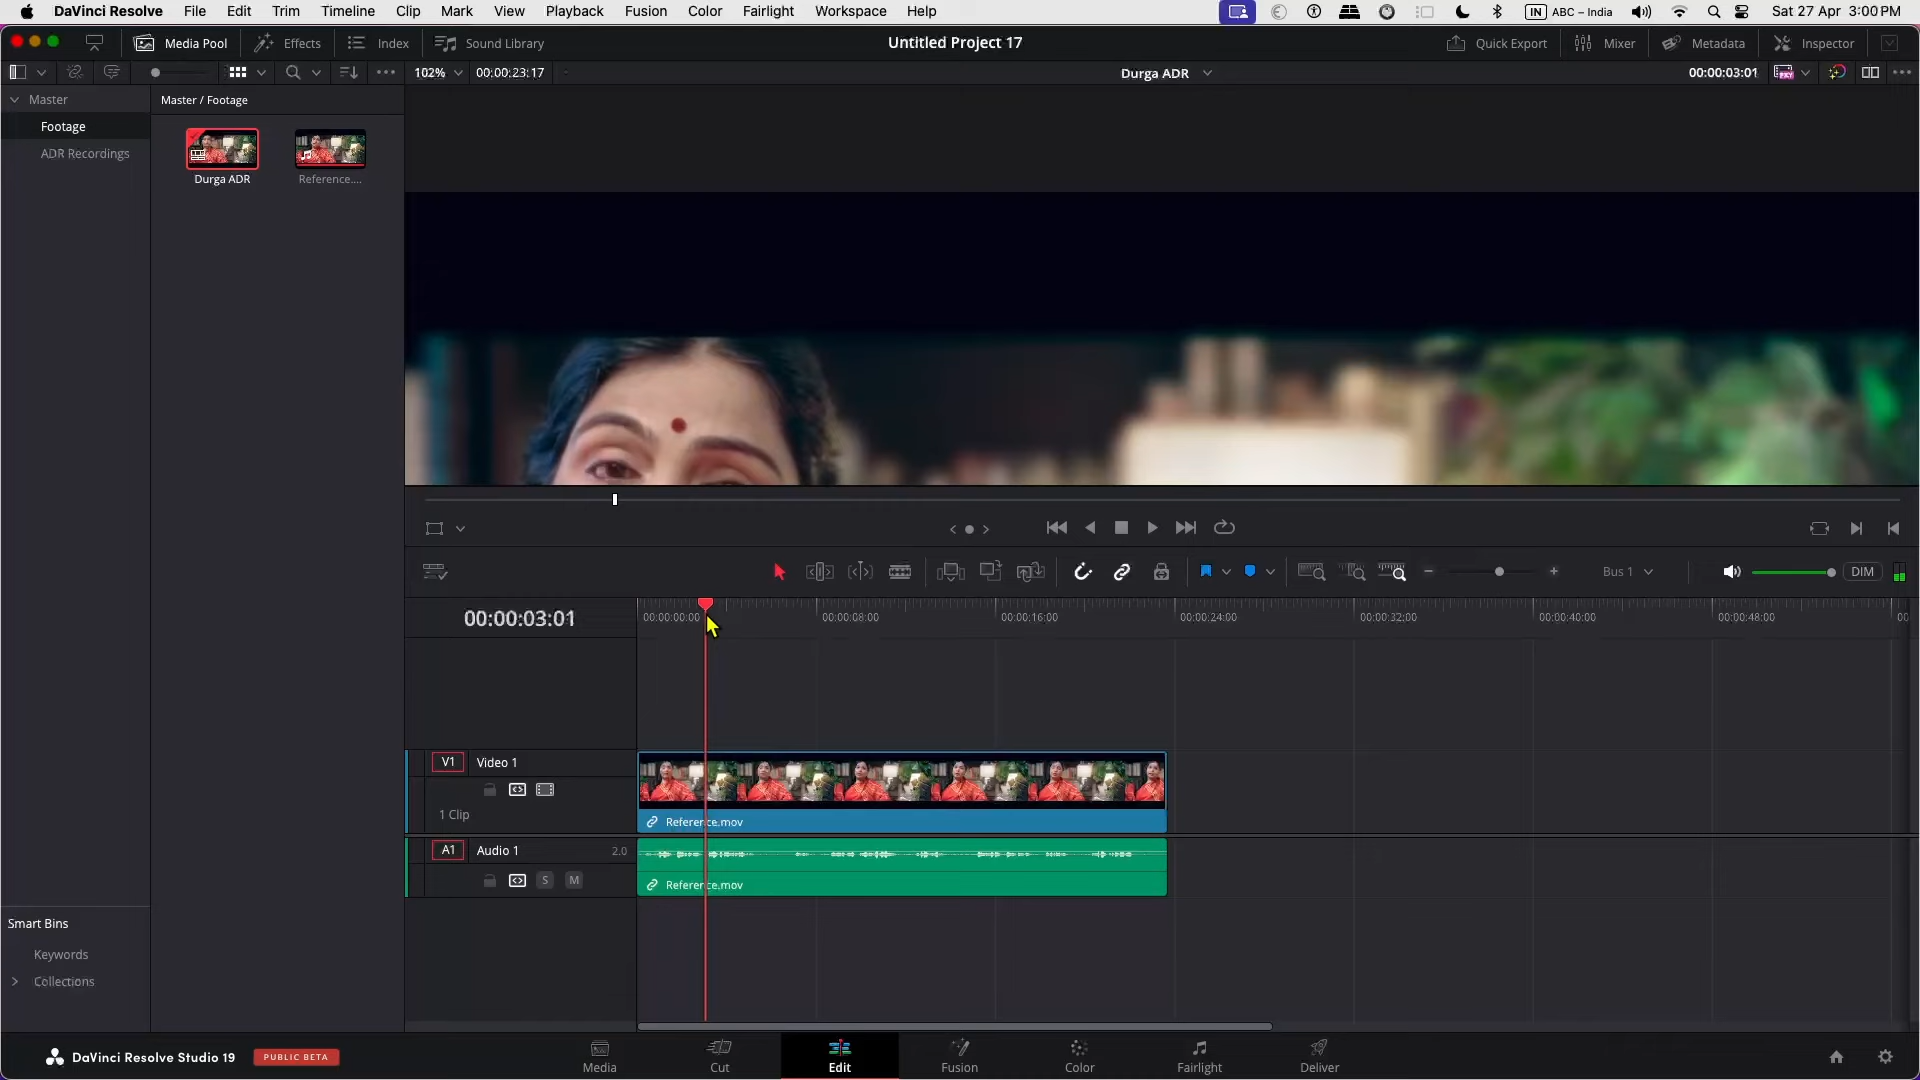 DaVinci Resolve File Edit Trim Timeline Clip Mark View Playback Fusion Color Fairlight Workspace Help IN ABC – India Sat 27 Apr 3:00 PM
Media Pool Effects Index Sound Library Untitled Project 17 Quick Export Mixer Metadata Inspector
102% 00:00:23:17 Durga ADR 00:00:03:01
Master Master / Footage
Footage
ADR Recordings
Durga ADR Reference....
Bus 1 DIM
00:00:03:01 00:00:00:00 00:00:08:00 00:00:16:00 00:00:24:00 00:00:32:00 00:00:40:00 00:00:48:00 00
V1 Video 1
1 Clip
Reference.mov
A1 Audio 1 2.0
S M
Reference.mov
Smart Bins
Keywords
Collections
DaVinci Resolve Studio 19 PUBLIC BETA
Media Cut Edit Fusion Color Fairlight Deliver